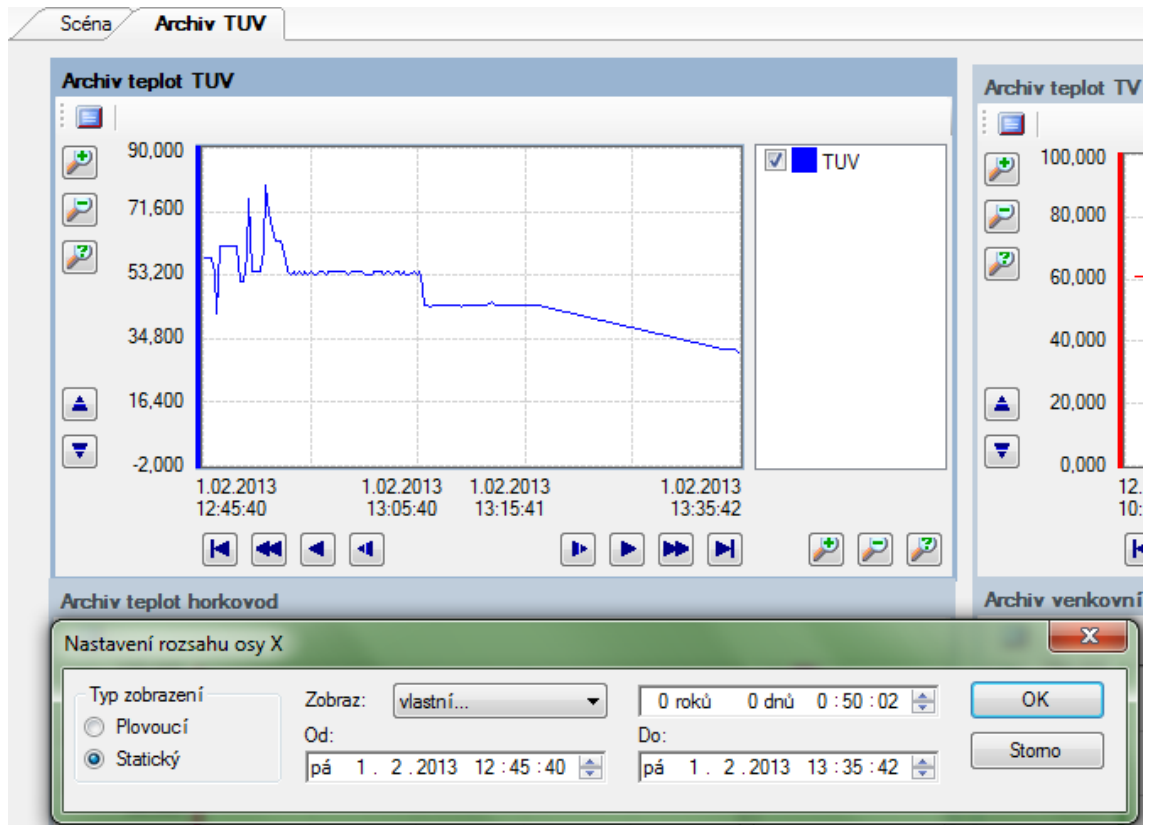 Scéna Archiv TUV
Archiv teplot TUV
90,000
71.600
53,200
34.800
16,400
-2,000
1.02.2013 1.02.2013 1.02.2013 1.02.2013
12:45:40 13:05:40 13:15:41 13:35:42
TUV
Archiv teplot TV
100,000
80,000
60,000
40,000
20,000
0,000
12.
10:
Archiv teplot horkovod
Archiv venkovní
Nastavení rozsahu osy X
Typ zobrazení
Plovoucí
Statický
Zobraz: vlastní... 0 roků 0 dnů 0:50:02
Od: Do:
pá 1. 2.2013 12:45:40 pá 1. 2.2013 13:35:42
OK
Storno